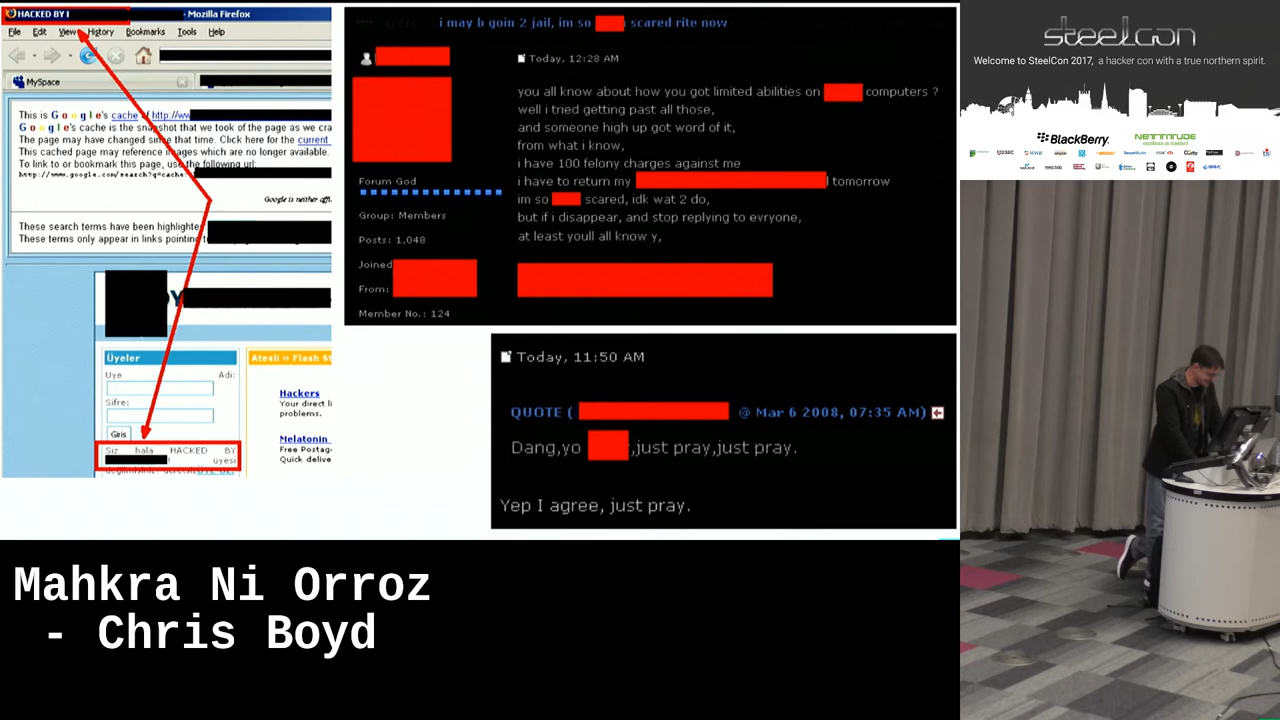 HACKED BY I - Mozilla Firefox
File Edit View History Bookmarks Tools Help
MySpace
This is Google's cache of http://ww
Google's cache is the snapshot that we took of the page as we cra
The page may have changed since that time. Click here for the current
This cached page may reference images which are no longer available.
To link to or bookmark this page, use the following url:
http://www.google.com/search?q=cache:
Google is neither affi
These search terms have been highlighted
These terms only appear in links pointing to
Üyeler
Uye Adi:
Sifre:
Giris
Siz hala HACKED BY
! üyesi
Atesli » Flash St
Hackers
Your direct li
problems.
Melatonin
Free Postage
Quick delive
i may b goin 2 jail, im so scared rite now
Today, 12:28 AM
you all know about how you got limited abilities on computers ?
well i tried getting past all those,
and someone high up got word of it,
from what i know,
i have 100 felony charges against me
i have to return my tomorrow
im so scared, idk wat 2 do,
but if i disappear, and stop replying to evryone,
at least youll all know y,
Forum God
Group: Members
Posts: 1,048
Joined
From:
Member No.: 124
Today, 11:50 AM
QUOTE ( @ Mar 6 2008, 07:35 AM)
Dang,yo ,just pray,just pray.
Yep I agree, just pray.
Mahkra Ni Orroz
- Chris Boyd
steelcon
Welcome to SteelCon 2017, a hacker con with a true northern spirit.
BlackBerry
NETTITUDE